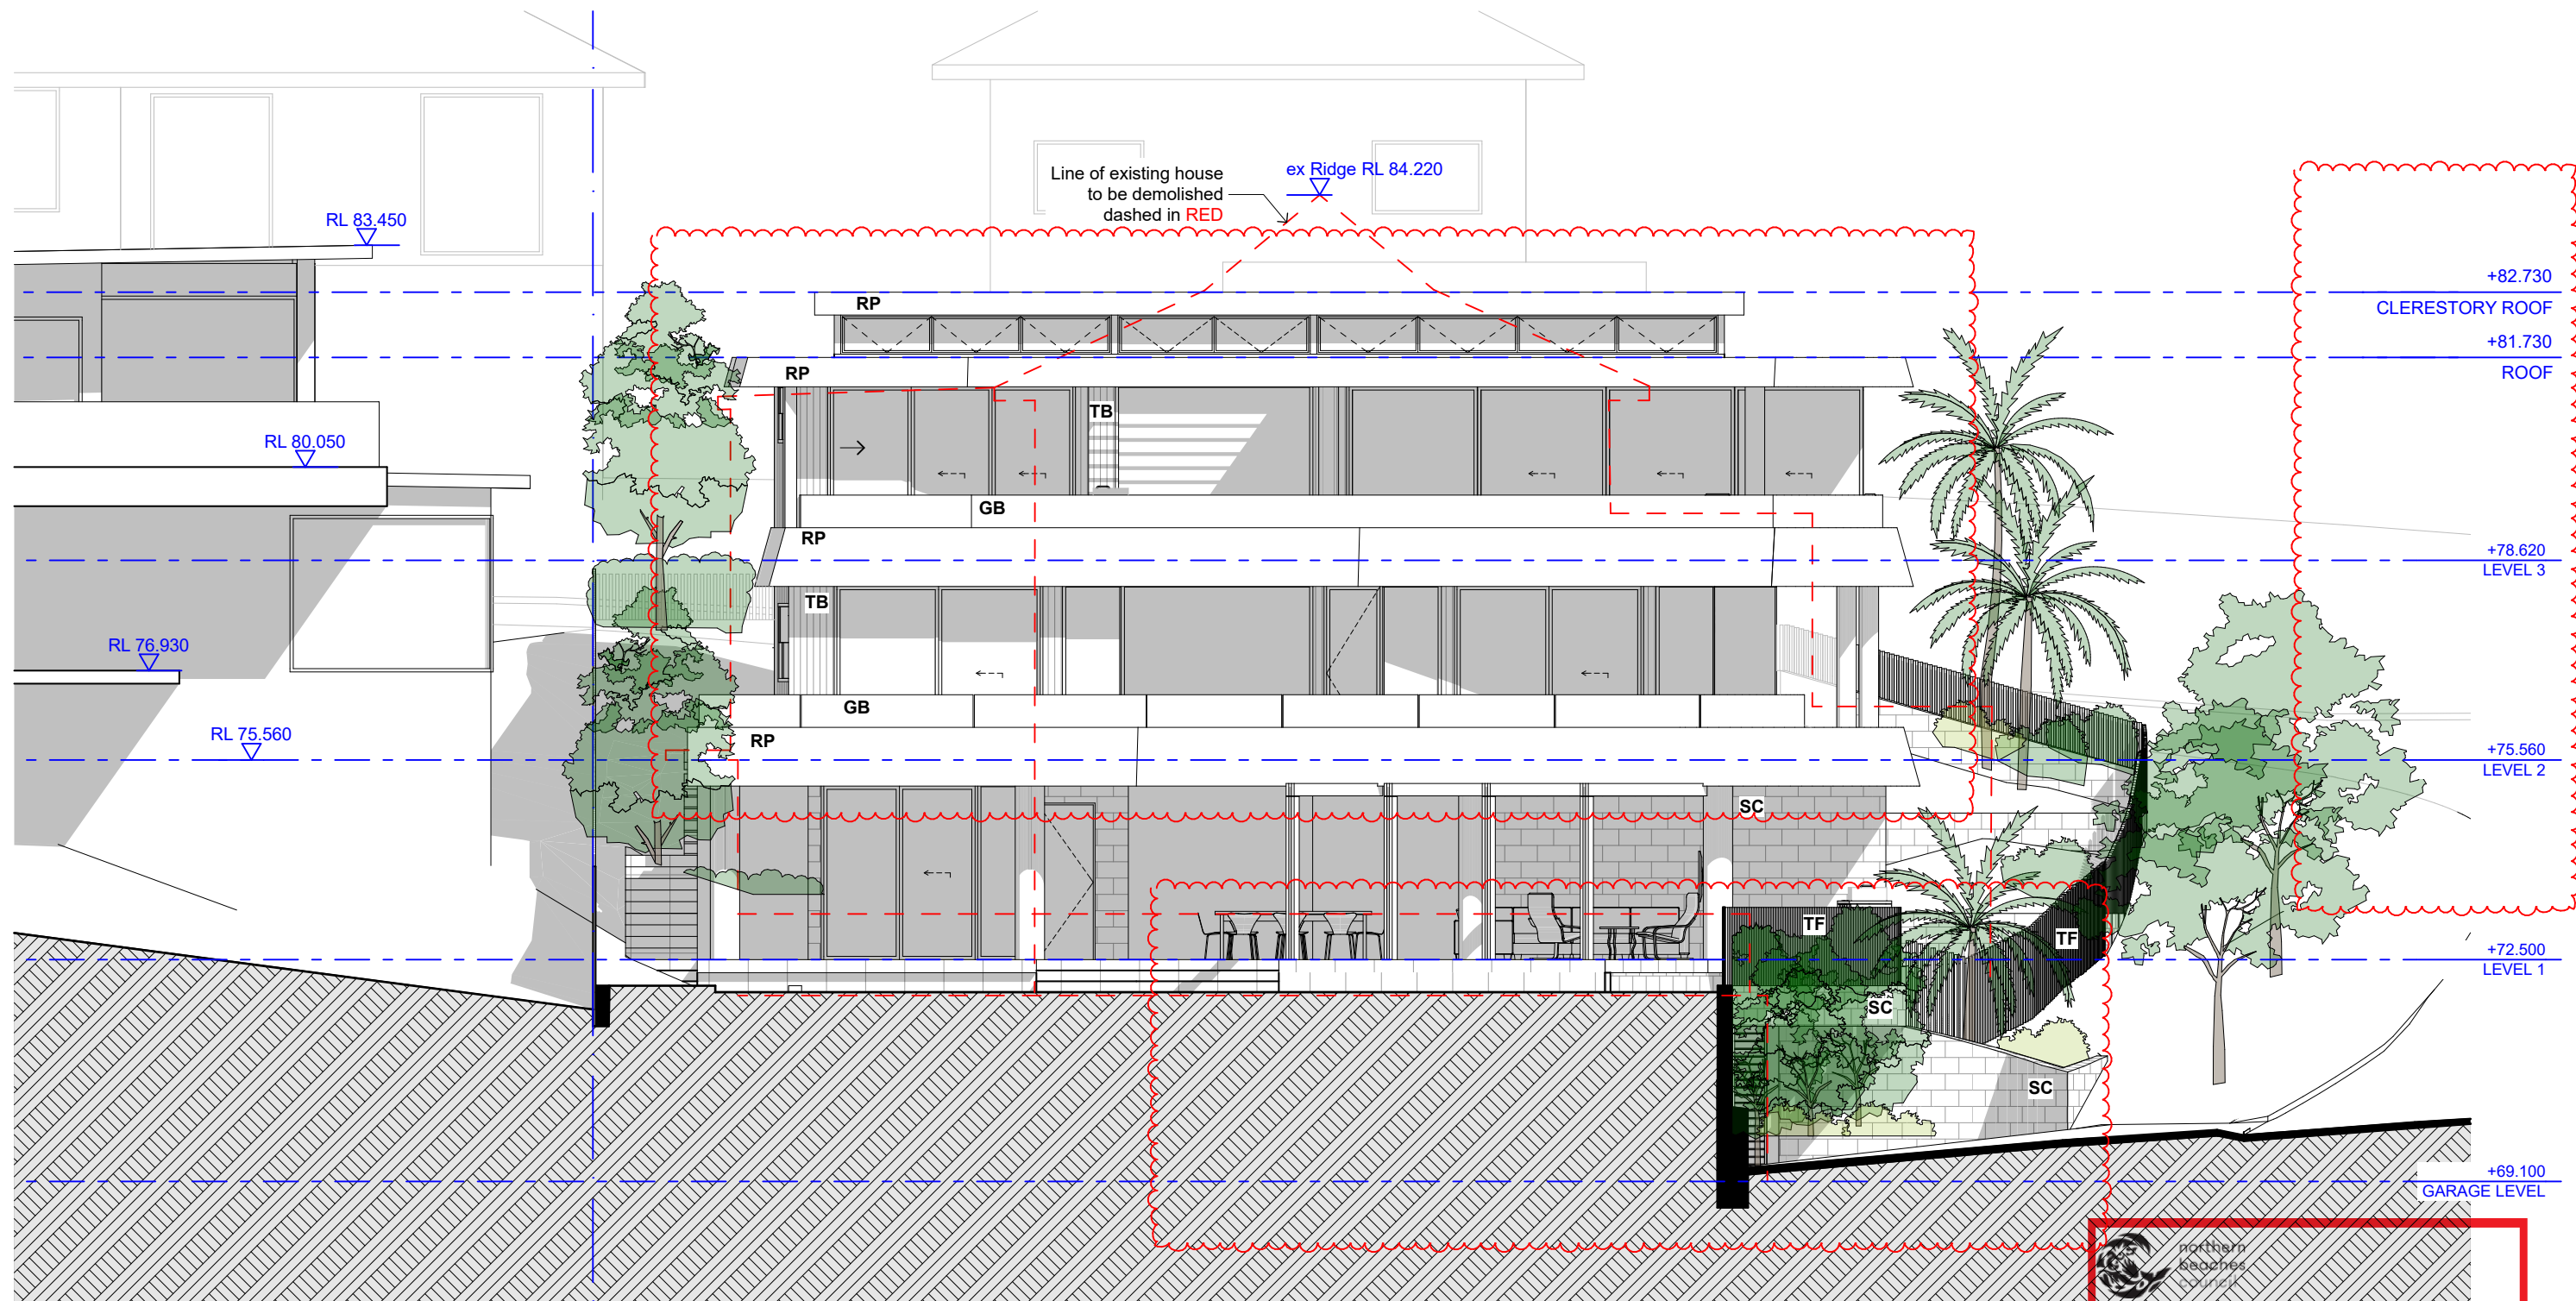 Line of existing house
to be demolished
dashed in RED
ex Ridge RL 84.220
RL 83.450
+82.730
CLERESTORY ROOF
RP
+81.730
ROOF
RP
TB
RL 80.050
GB
RP
+78.620
LEVEL 3
TB
RL 76.930
GB
RL 75.560
RP
+75.560
LEVEL 2
SC
TF
TF
+72.500
LEVEL 1
SC
SC
+69.100
GARAGE LEVEL
northern
beaches
council